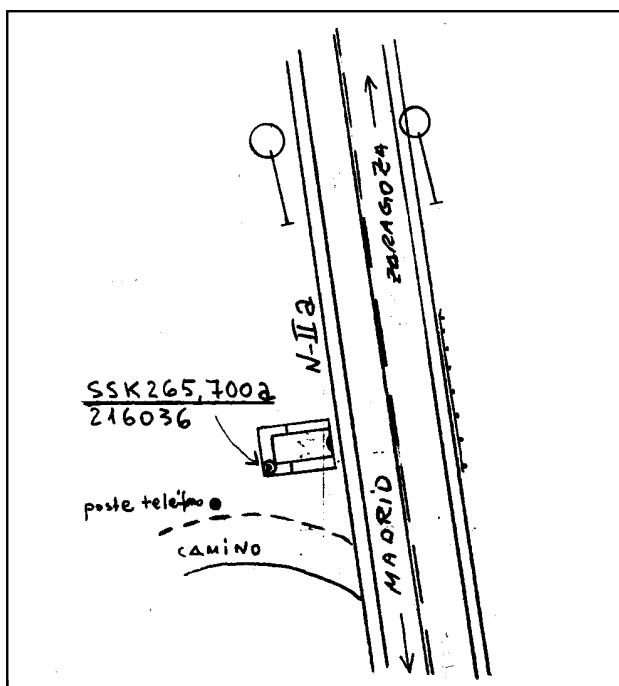 ZARAGOZA
N-IIa
SSK265,700a
216036
poste teléfono
CAMINO
MADRID